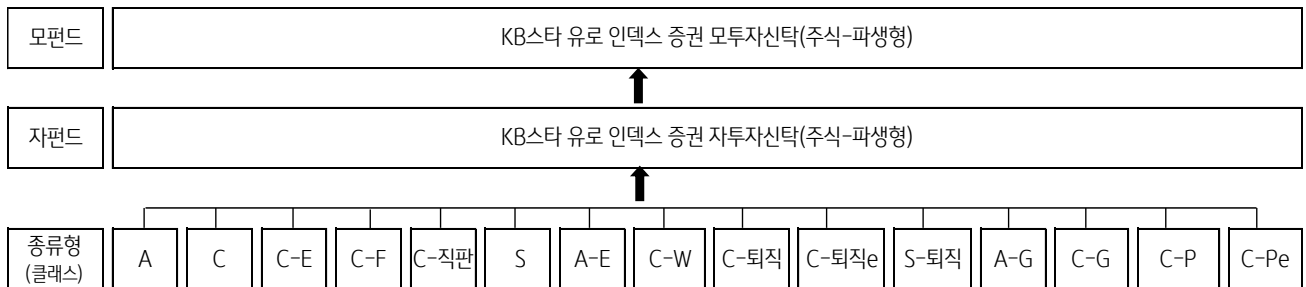 모펀드
KB스타 유로 인덱스 증권 모투자신탁(주식-파생형)
자펀드
KB스타 유로 인덱스 증권 자투자신탁(주식-파생형)
종류형
(클래스)
A
C
C-E
C-F
C-직판
S
A-E
C-W
C-퇴직
C-퇴직e
S-퇴직
A-G
C-G
C-P
C-Pe